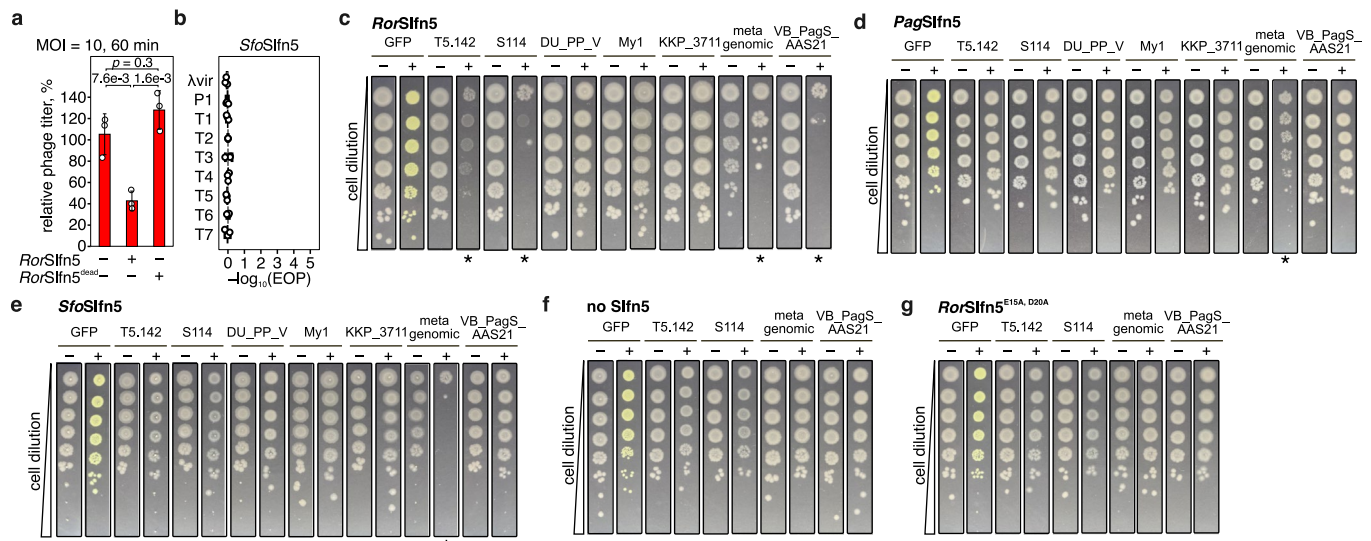 a
MOI = 10, 60 min
p = 0.3
7.6e-3 1.6e-3
relative phage titer, %
140
120
100
80
60
40
20
0
RorSlfn5 – + –
RorSlfn5dead – – +
b
SfoSlfn5
λvir
P1
T1
T2
T3
T4
T5
T6
T7
0 1 2 3 4 5
–log10(EOP)
c
RorSlfn5
GFP T5.142 S114 DU_PP_V My1 KKP_3711 meta genomic VB_PagS_AAS21
– + – + – + – + – + – + – + – +
cell dilution
* * * *
d
PagSlfn5
GFP T5.142 S114 DU_PP_V My1 KKP_3711 meta genomic VB_PagS_AAS21
– + – + – + – + – + – + – + – +
cell dilution
*
e
SfoSlfn5
GFP T5.142 S114 DU_PP_V My1 KKP_3711 meta genomic VB_PagS_AAS21
– + – + – + – + – + – + – + – +
cell dilution
f
no Slfn5
GFP T5.142 S114 meta genomic VB_PagS_AAS21
– + – + – + – + – +
cell dilution
g
RorSlfn5E15A, D20A
GFP T5.142 S114 meta genomic VB_PagS_AAS21
– + – + – + – + – +
cell dilution